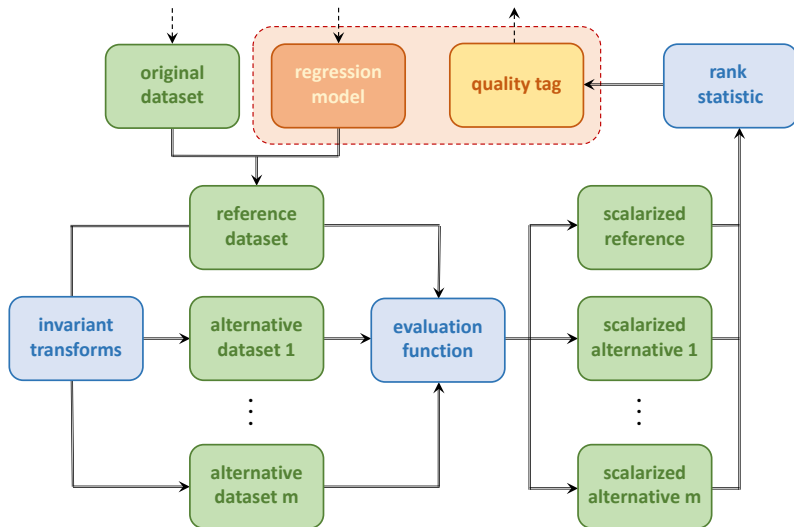 original
dataset
regression
model
quality tag
rank
statistic
reference
dataset
scalarized
reference
invariant
transforms
alternative
dataset 1
evaluation
function
scalarized
alternative 1
alternative
dataset m
scalarized
alternative m